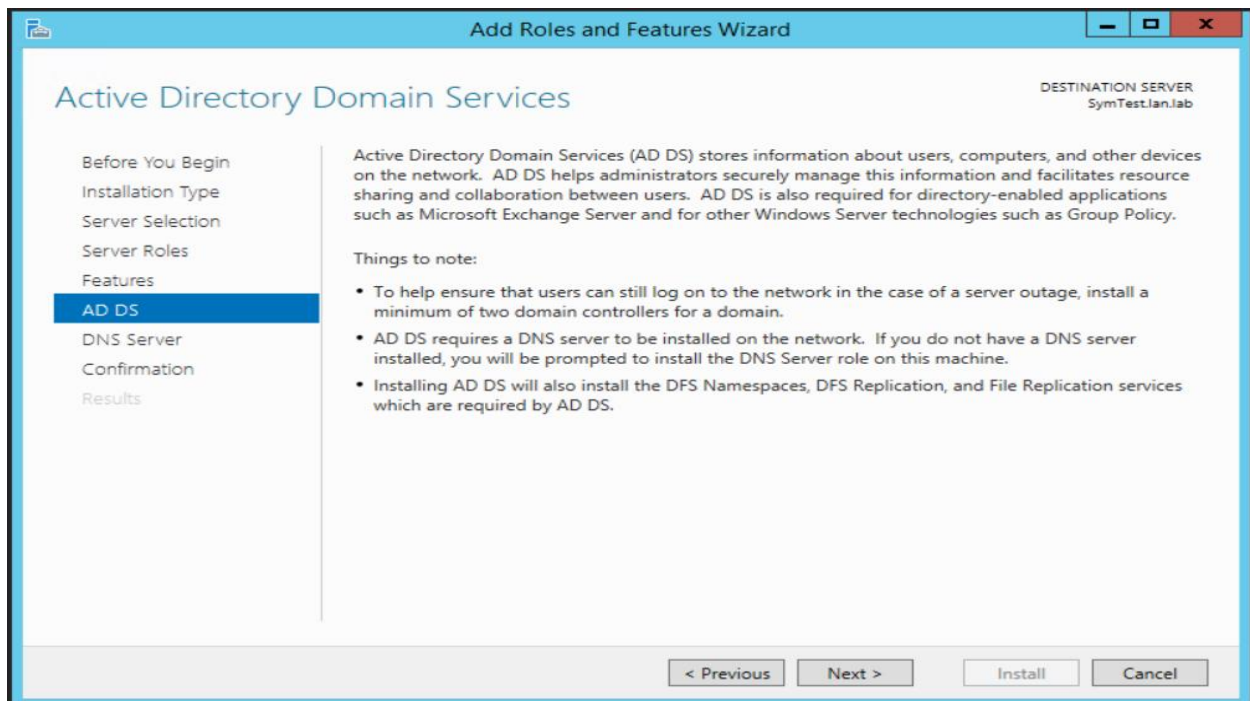 Add Roles and Features Wizard
Active Directory Domain Services
DESTINATION SERVER
SymTest.lan.lab
Before You Begin
Installation Type
Server Selection
Server Roles
Features
AD DS
DNS Server
Confirmation
Results
Active Directory Domain Services (AD DS) stores information about users, computers, and other devices
on the network.  AD DS helps administrators securely manage this information and facilitates resource
sharing and collaboration between users.  AD DS is also required for directory-enabled applications
such as Microsoft Exchange Server and for other Windows Server technologies such as Group Policy.
Things to note:
• To help ensure that users can still log on to the network in the case of a server outage, install a
minimum of two domain controllers for a domain.
• AD DS requires a DNS server to be installed on the network.  If you do not have a DNS server
installed, you will be prompted to install the DNS Server role on this machine.
• Installing AD DS will also install the DFS Namespaces, DFS Replication, and File Replication services
which are required by AD DS.
< Previous
Next >
Install
Cancel